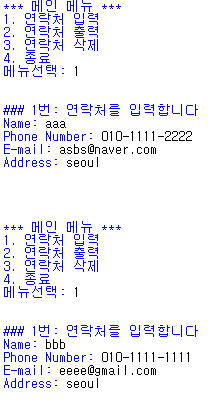 *** 메인 메뉴 ***
1. 연락처 입력
2. 연락처 출력
3. 연락처 삭제
4. 종료
메뉴선택: 1
### 1번: 연락처를 입력합니다
Name: aaa
Phone Number: 010-1111-2222
E-mail: asbs@naver.com
Address: seoul
*** 메인 메뉴 ***
1. 연락처 입력
2. 연락처 출력
3. 연락처 삭제
4. 종료
메뉴선택: 1
### 1번: 연락처를 입력합니다
Name: bbb
Phone Number: 010-1111-1111
E-mail: eeee@gmail.com
Address: seoul